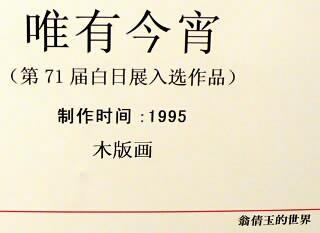 唯有今宵
（第 71 届白日展入选作品）
制作时间 :1995
木版画
翁倩玉的世界